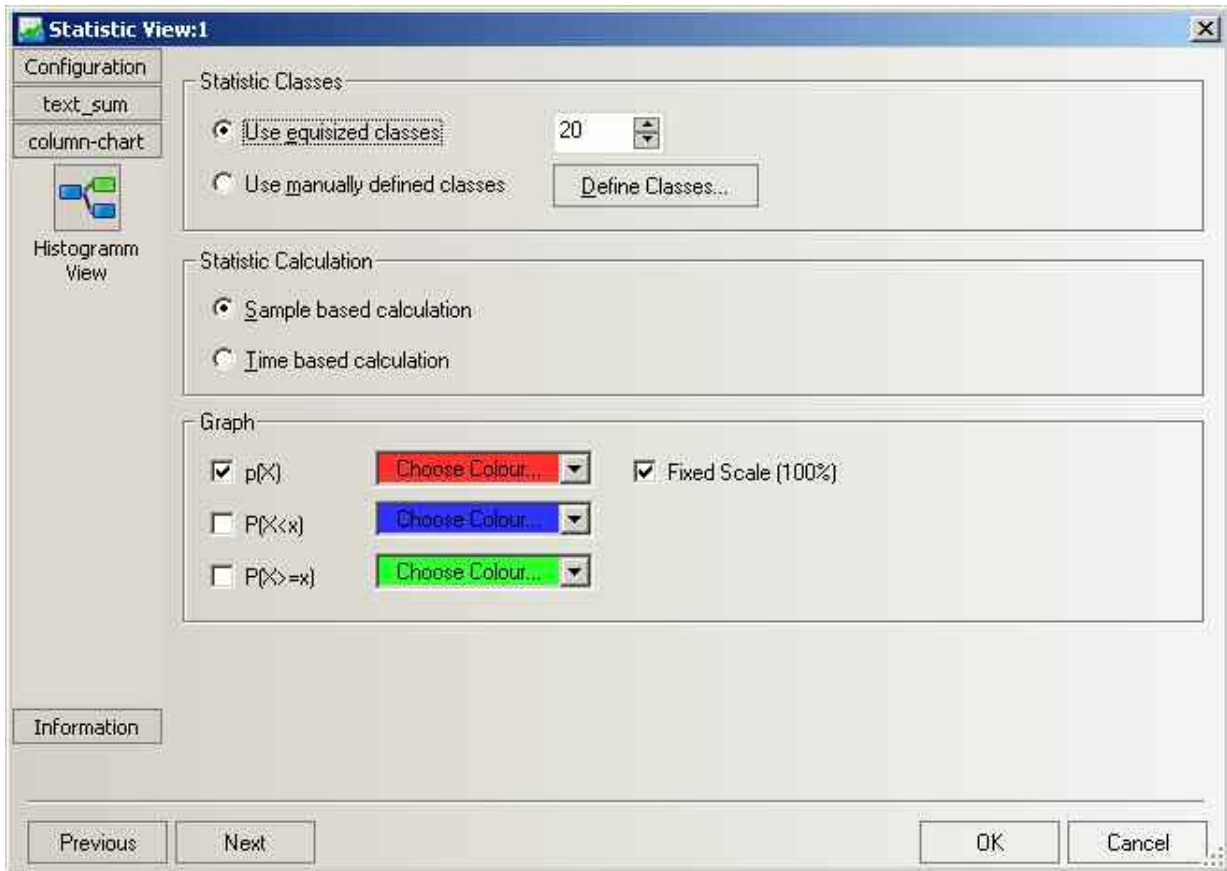 Statistic View:1
Configuration
text_sum
column-chart
Histogramm
View
Information
Statistic Classes
Use equisized classes
20
Use manually defined classes
Define Classes...
Statistic Calculation
Sample based calculation
Time based calculation
Graph
p(X)
Choose Colour...
Fixed Scale (100%)
P(X<x)
Choose Colour...
P(X>=x)
Choose Colour...
Previous
Next
OK
Cancel